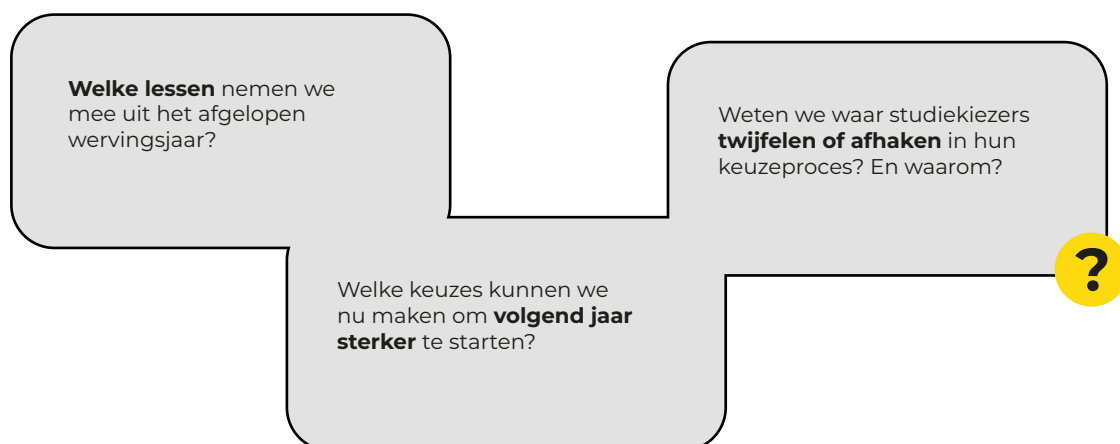 Welke lessen nemen we
mee uit het afgelopen
wervingsjaar?
Weten we waar studiekiezers
twijfelen of afhaken in hun
keuzeproces? En waarom?
?
Welke keuzes kunnen we
nu maken om volgend jaar
sterker te starten?